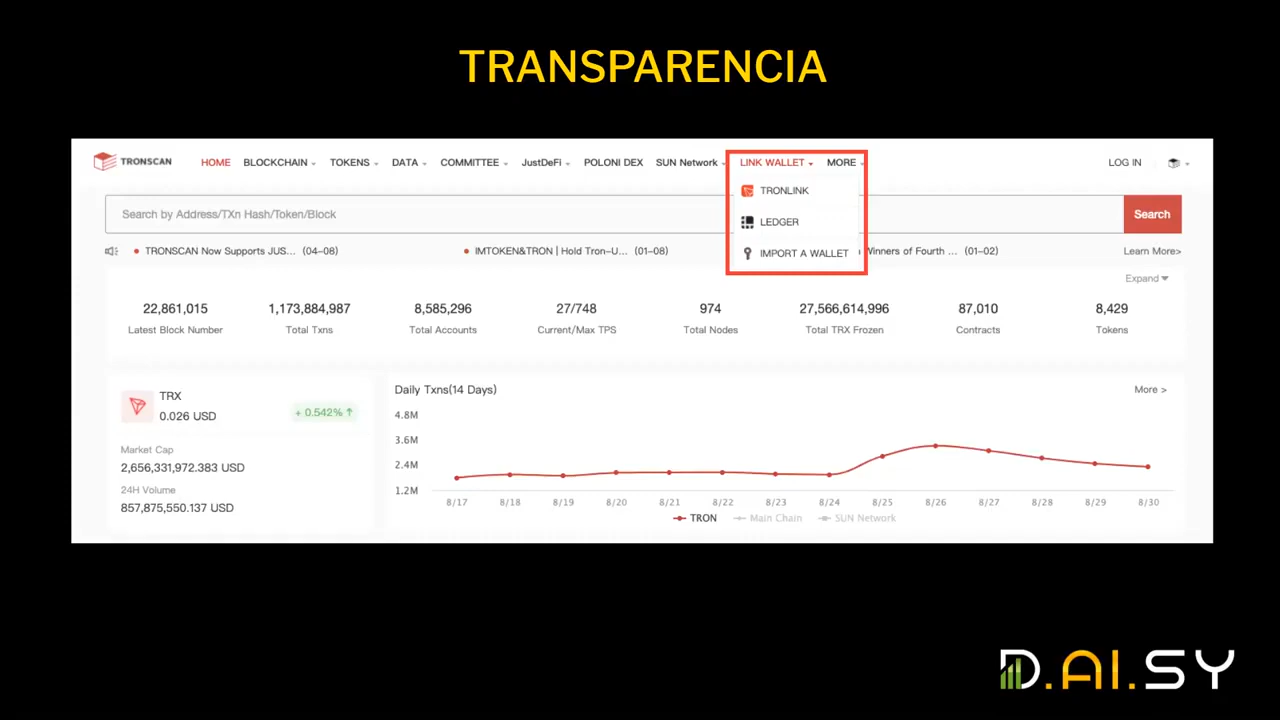 TRANSPARENCIA
TRONSCAN HOME BLOCKCHAIN TOKENS DATA COMMITTEE JustDeFi POLONI DEX SUN Network LINK WALLET MORE LOG IN
TRONLINK
LEDGER
IMPORT A WALLET
Search by Address/TXn Hash/Token/Block Search
TRONSCAN Now Supports JUS... (04-08) IMTOKEN&TRON | Hold Tron-U... (01-08) Winners of Fourth ... (01-02) Learn More>
Expand
22,861,015 1,173,884,987 8,585,296 27/748 974 27,566,614,996 87,010 8,429
Latest Block Number Total Txns Total Accounts Current/Max TPS Total Nodes Total TRX Frozen Contracts Tokens
TRX
0.026 USD
+ 0.542% ↑
Market Cap
2,656,331,972.383 USD
24H Volume
857,875,550.137 USD
Daily Txns(14 Days) More >
4.8M
3.6M
2.4M
1.2M
8/17 8/18 8/19 8/20 8/21 8/22 8/23 8/24 8/25 8/26 8/27 8/28 8/29 8/30
TRON Main Chain SUN Network
D.AI.SY